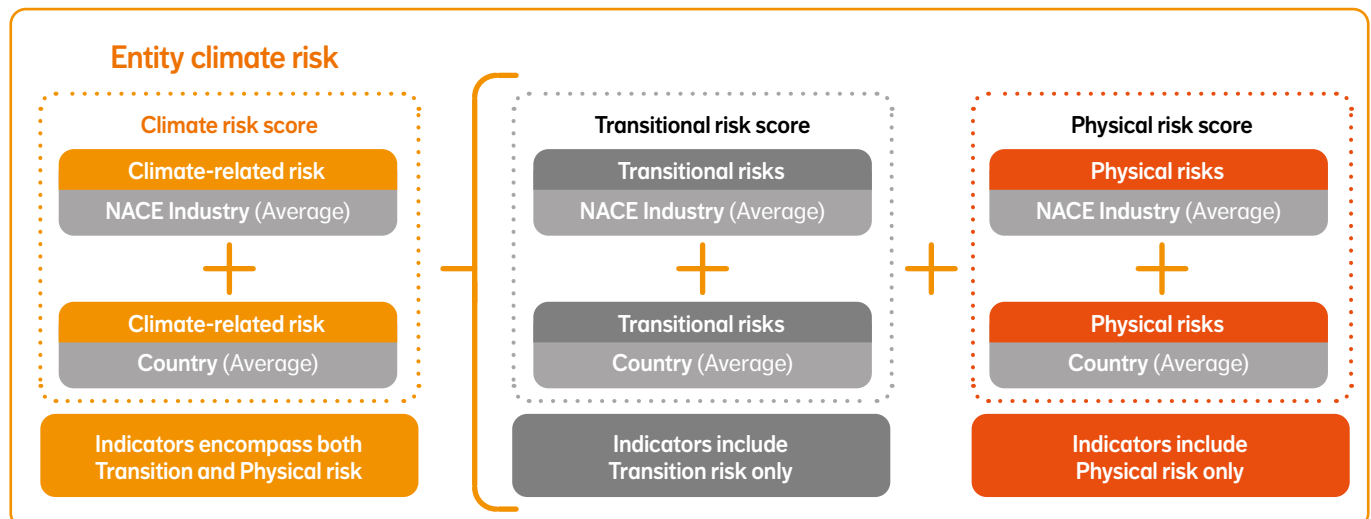 Entity climate risk
Climate risk score
Climate-related risk
NACE Industry (Average)
+
Climate-related risk
Country (Average)
Indicators encompass both
Transition and Physical risk
Transitional risk score
Transitional risks
NACE Industry (Average)
+
Transitional risks
Country (Average)
Indicators include
Transition risk only
+
Physical risk score
Physical risks
NACE Industry (Average)
+
Physical risks
Country (Average)
Indicators include
Physical risk only